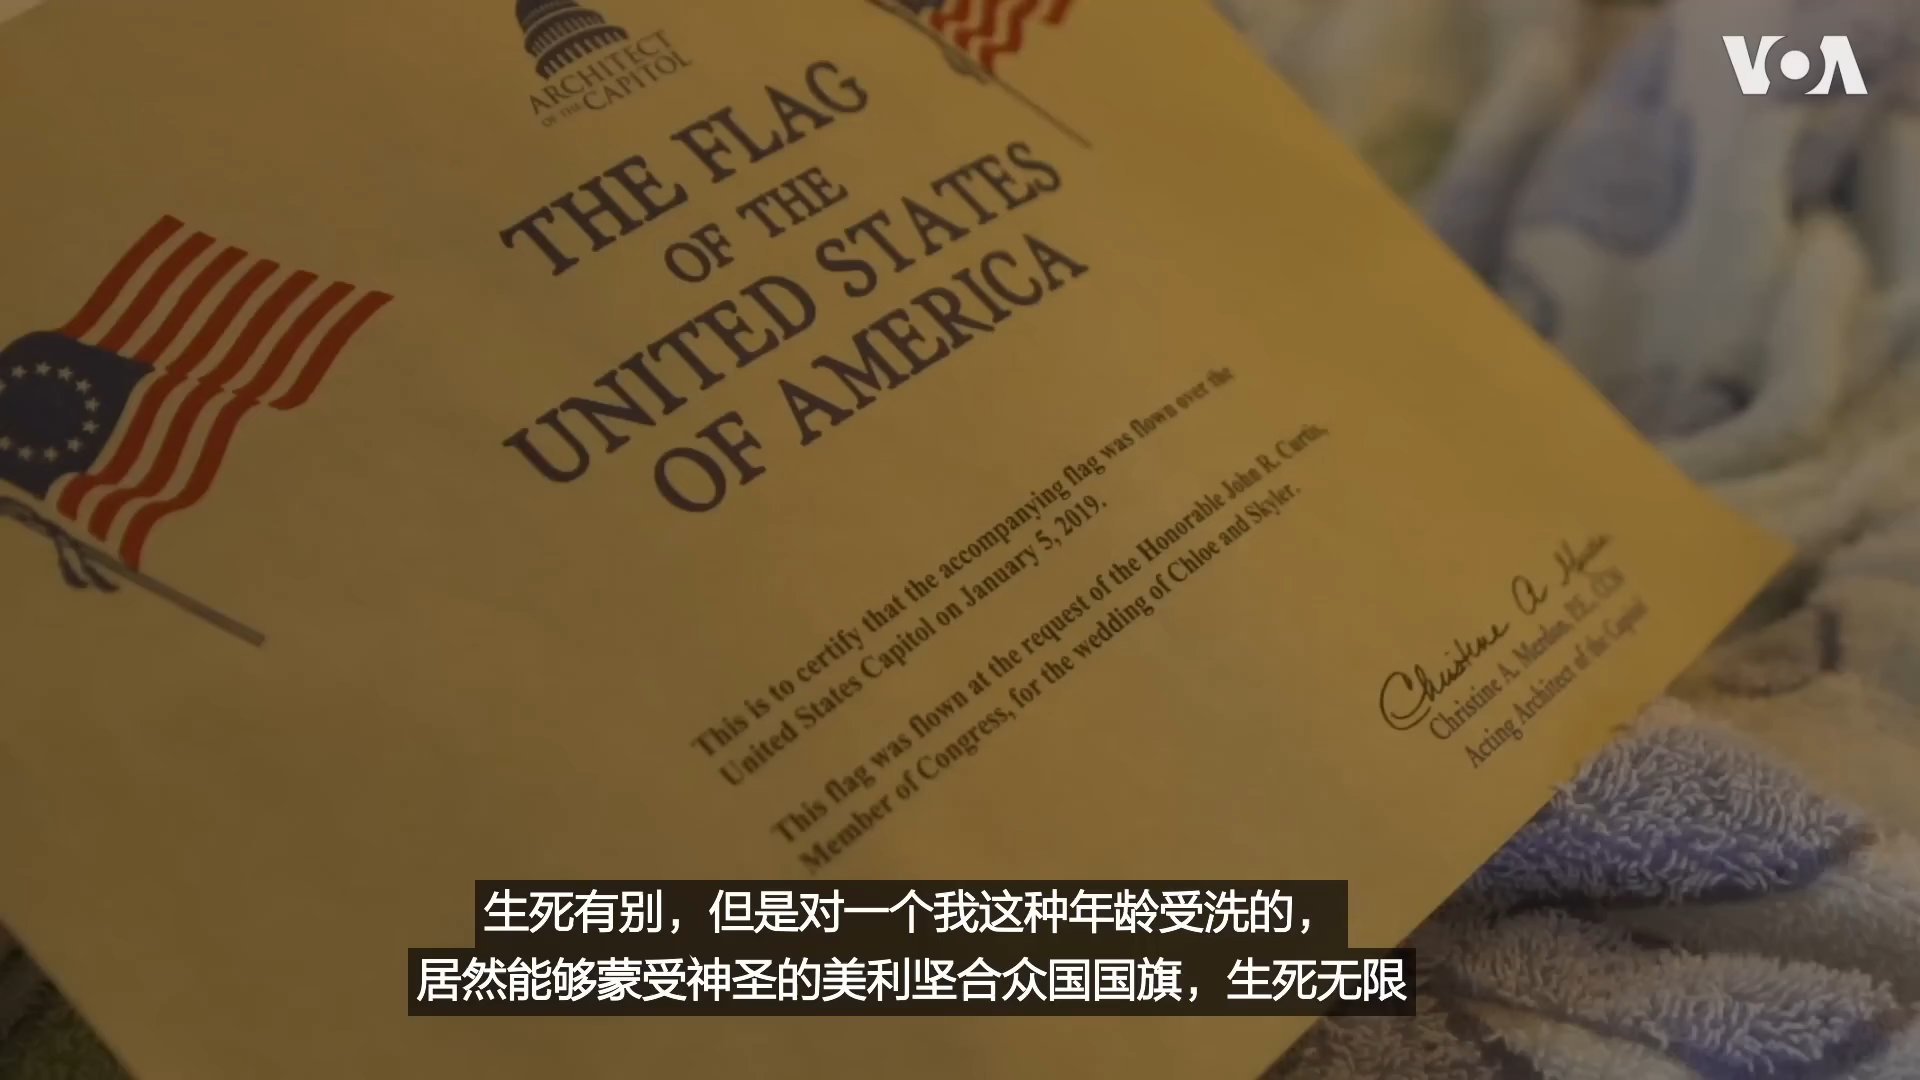 VOA
ARCHITECT
OF THE CAPITOL
THE FLAG
OF THE
UNITED STATES
OF AMERICA
This is to certify that the accompanying flag was flown over the
United States Capitol on January 5, 2019.
This flag was flown at the request of the Honorable John R. Curtis,
Member of Congress, for the wedding of Chloe and Skyler.
Christine A
Christine A. Merdon, P.E., CCM
Acting Architect of the Capitol
生死有别，但是对一个我这种年龄受洗的，
居然能够蒙受神圣的美利坚合众国国旗，生死无限